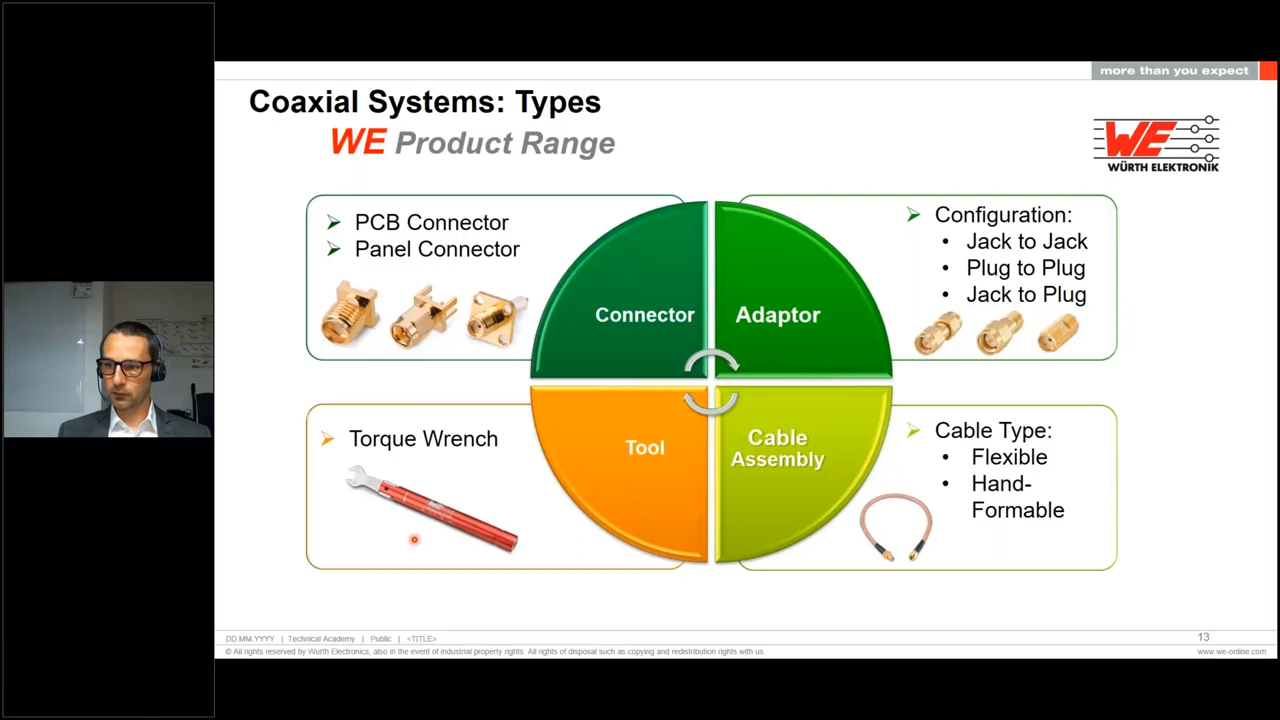 more than you expect
Coaxial Systems: Types
WE Product Range
WE
WÜRTH ELEKTRONIK
PCB Connector
Panel Connector
Configuration:
• Jack to Jack
• Plug to Plug
• Jack to Plug
Connector
Adaptor
Torque Wrench
Tool
Cable
Assembly
Cable Type:
• Flexible
• Hand-
Formable
DD.MM.YYYY | Technical Academy | Public | <TITLE>
13
© All rights reserved by Wurth Electronics, also in the event of industrial property rights. All rights of disposal such as copying and redistribution rights with us.
www.we-online.com